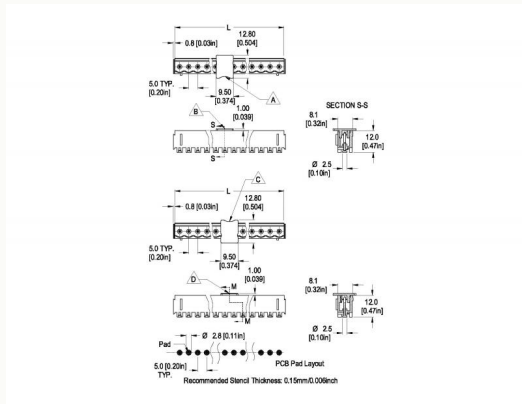 L
12.80
[0.504]
0.8 [0.03in]
5.0 TYP.
[0.20in]
9.50
[0.374]
A
B
1.00
[0.039]
S
S
SECTION S-S
8.1
[0.32in]
12.0
[0.47in]
Ø 2.5
[0.10in]
L
C
12.80
[0.504]
0.8 [0.03in]
5.0 TYP.
[0.20in]
9.50
[0.374]
D
1.00
[0.039]
M
M
8.1
[0.32in]
12.0
[0.47in]
Ø 2.5
[0.10in]
Ø 2.8 [0.11in]
Pad
5.0 [0.20in]
TYP.
PCB Pad Layout
Recommended Stencil Thickness: 0.15mm/0.006inch